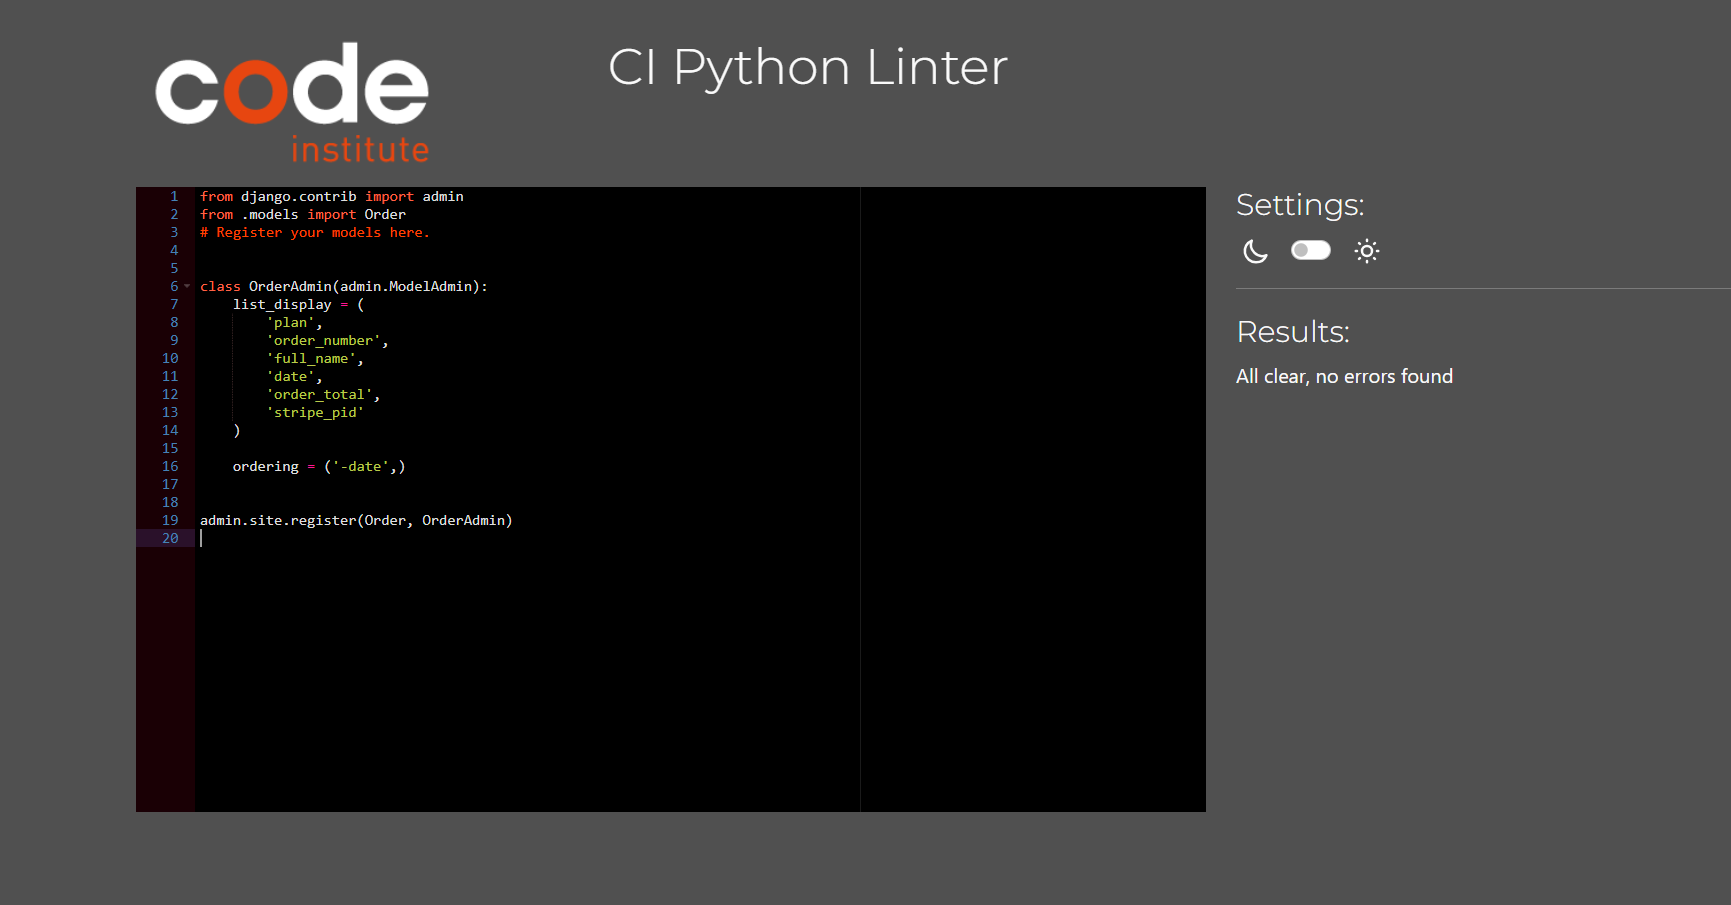 code
institute
CI Python Linter
1 from django.contrib import admin
2 from .models import Order
3 # Register your models here.
4
5
6 class OrderAdmin(admin.ModelAdmin):
7     list_display = (
8         'plan',
9         'order_number',
10         'full_name',
11         'date',
12         'order_total',
13         'stripe_pid'
14     )
15
16     ordering = ('-date',)
17
18
19 admin.site.register(Order, OrderAdmin)
20
Settings:
Results:
All clear, no errors found